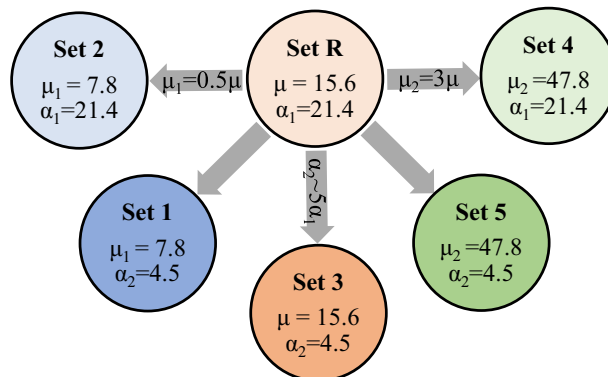 Set 2
μ₁ = 7.8
α₁=21.4
μ₁=0.5μ
Set R
μ = 15.6
α₁=21.4
μ₂=3μ
Set 4
μ₂=47.8
α₁=21.4
α₂~5α₁
Set 1
μ₁ = 7.8
α₂=4.5
Set 3
μ = 15.6
α₂=4.5
Set 5
μ₂=47.8
α₂=4.5